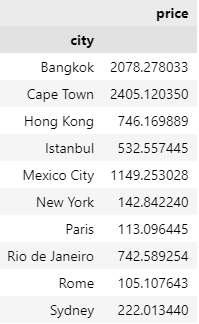 price
city
Bangkok 2078.278033
Cape Town 2405.120350
Hong Kong 746.169889
Istanbul 532.557445
Mexico City 1149.253028
New York 142.842240
Paris 113.096445
Rio de Janeiro 742.589254
Rome 105.107643
Sydney 222.013440